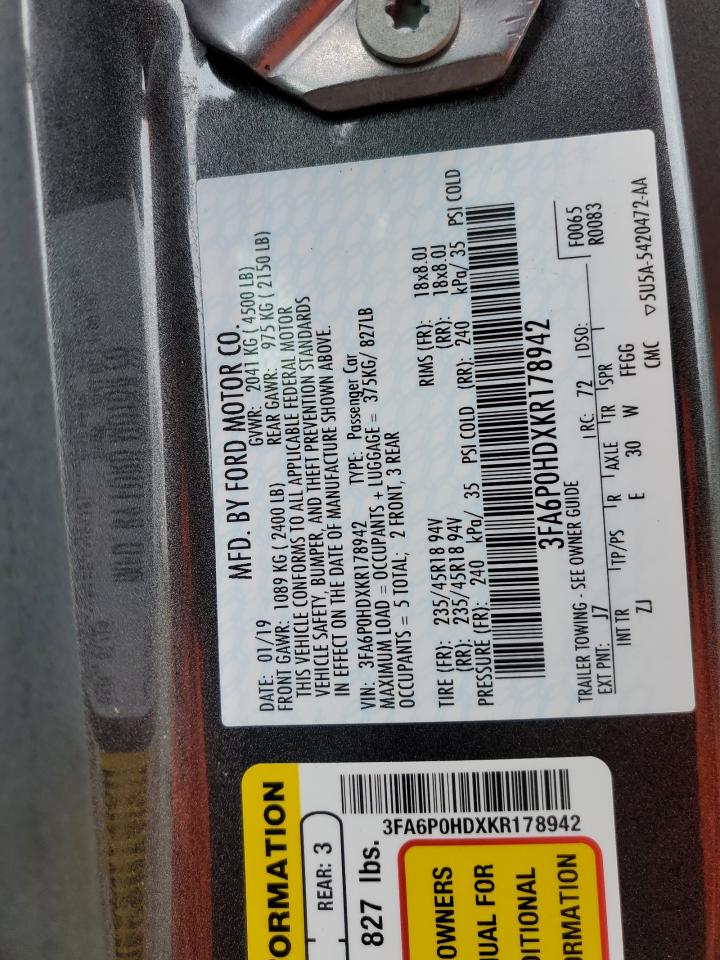 MFD. BY FORD MOTOR CO.
DATE: 01/19 GVWR: 2041 KG ( 4500 LB)
FRONT GAWR: 1089 KG ( 2400 LB) REAR GAWR: 975 KG ( 2150 LB)
THIS VEHICLE CONFORMS TO ALL APPLICABLE FEDERAL MOTOR
VEHICLE SAFETY, BUMPER, AND THEFT PREVENTION STANDARDS
IN EFFECT ON THE DATE OF MANUFACTURE SHOWN ABOVE.
VIN: 3FA6P0HDXKR178942 TYPE: Passenger Car
MAXIMUM LOAD = OCCUPANTS + LUGGAGE = 375KG/ 827LB
OCCUPANTS = 5 TOTAL; 2 FRONT, 3 REAR
TIRE (FR): 235/45R18 94V RIMS (FR): 18x8.0J
(RR): 235/45R18 94V (RR): 18x8.0J
PRESSURE (FR): 240 kPa/ 35 PSI COLD (RR): 240 kPa/ 35 PSI COLD
3FA6P0HDXKR178942
TRAILER TOWING - SEE OWNER GUIDE
F0065
R0083
EXT PNT: J7 RC: 72 DSO:
INT TR TP/PS R AXLE TR SPR
ZJ E 30 W FFGG
CMC
▽5U5A-5420472-AA
ORMATION
REAR: 3
827 lbs.
3FA6P0HDXKR178942
OWNERS
UAL FOR
DITIONAL
RMATION